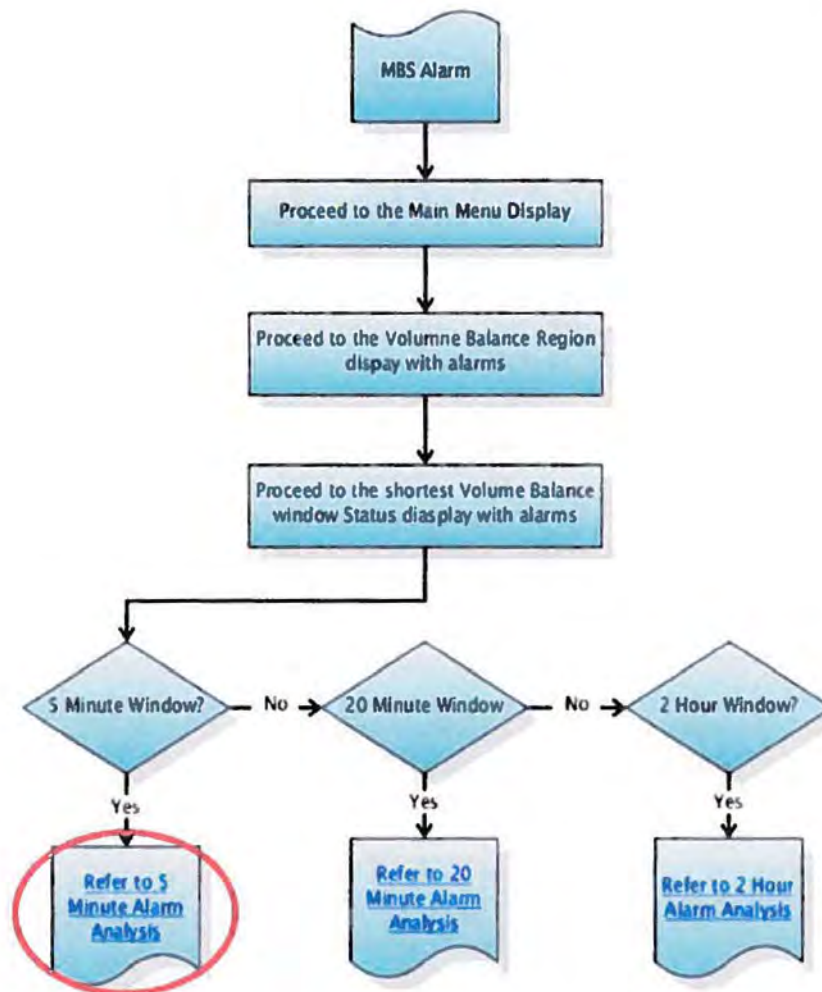 MBS Alarm
Proceed to the Main Menu Display
Proceed to the Volumne Balance Region
dispay with alarms
Proceed to the shortest Volume Balance
window Status diasplay with alarms
5 Minute Window?
No
20 Minute Window
No
2 Hour Window?
Yes
Yes
Yes
Refer to 5
Minute Alarm
Analysis
Refer to 20
Minute Alarm
Analysis
Refer to 2 Hour
Alarm Analysis